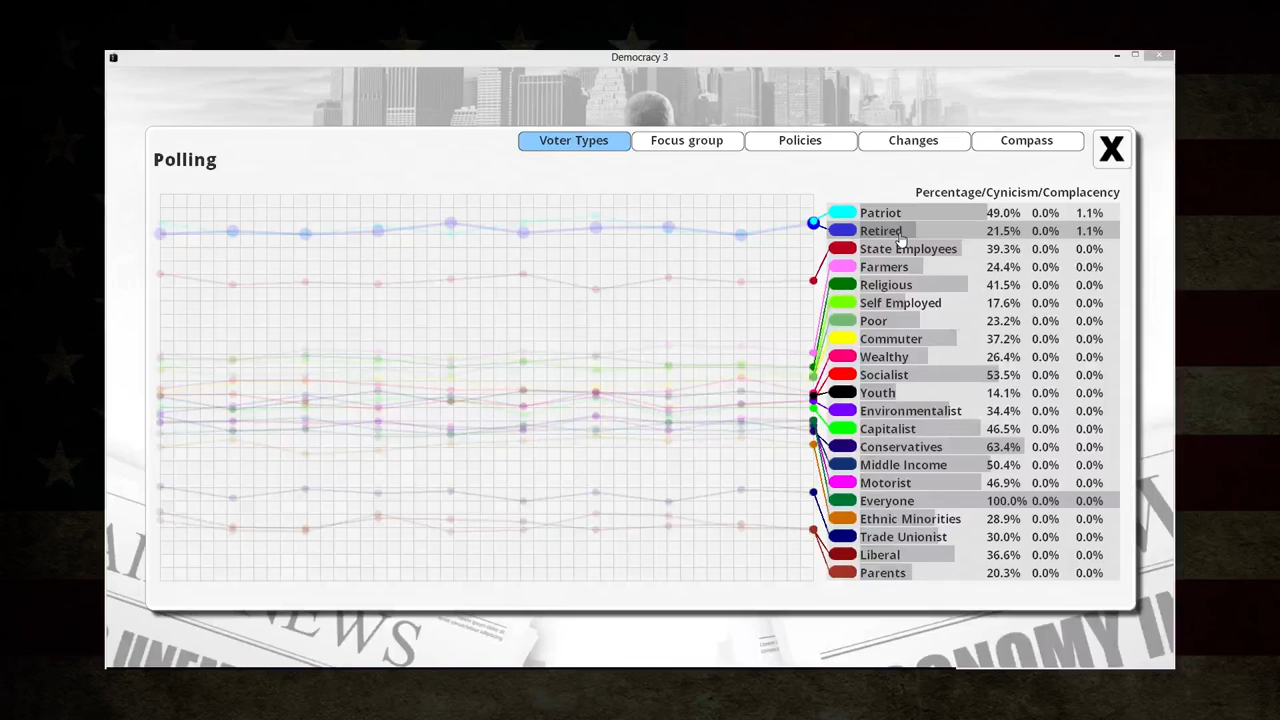 Democracy 3
Voter Types
Focus group
Policies
Changes
Compass
X
Polling
Percentage/Cynicism/Complacency
Patriot 49.0% 0.0% 1.1%
Retired 21.5% 0.0% 1.1%
State Employees 39.3% 0.0% 0.0%
Farmers 24.4% 0.0% 0.0%
Religious 41.5% 0.0% 0.0%
Self Employed 17.6% 0.0% 0.0%
Poor 23.2% 0.0% 0.0%
Commuter 37.2% 0.0% 0.0%
Wealthy 26.4% 0.0% 0.0%
Socialist 53.5% 0.0% 0.0%
Youth 14.1% 0.0% 0.0%
Environmentalist 34.4% 0.0% 0.0%
Capitalist 46.5% 0.0% 0.0%
Conservatives 63.4% 0.0% 0.0%
Middle Income 50.4% 0.0% 0.0%
Motorist 46.9% 0.0% 0.0%
Everyone 100.0% 0.0% 0.0%
Ethnic Minorities 28.9% 0.0% 0.0%
Trade Unionist 30.0% 0.0% 0.0%
Liberal 36.6% 0.0% 0.0%
Parents 20.3% 0.0% 0.0%
NEWS